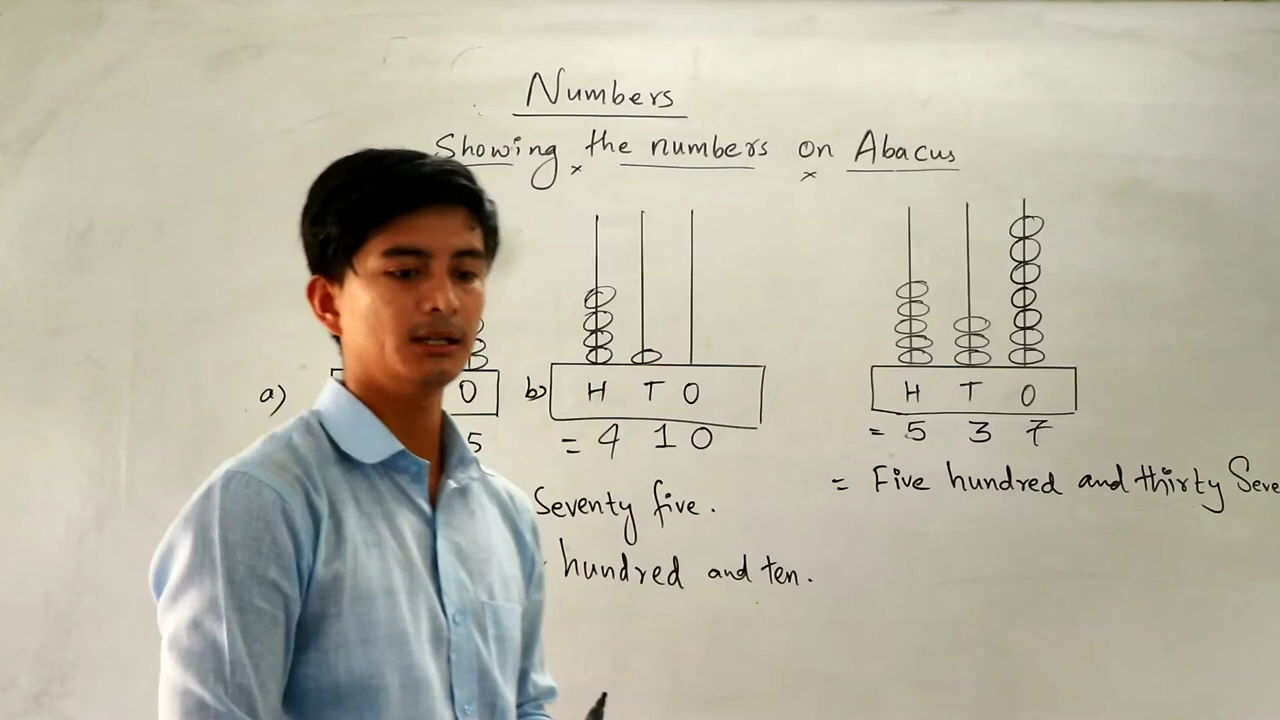 Numbers
Showing the numbers on Abacus
a) O b) H T O H T O
5 = 4 1 0 = 5 3 7
= Five hundred and thirty Seve
Seventy five.
hundred and ten.